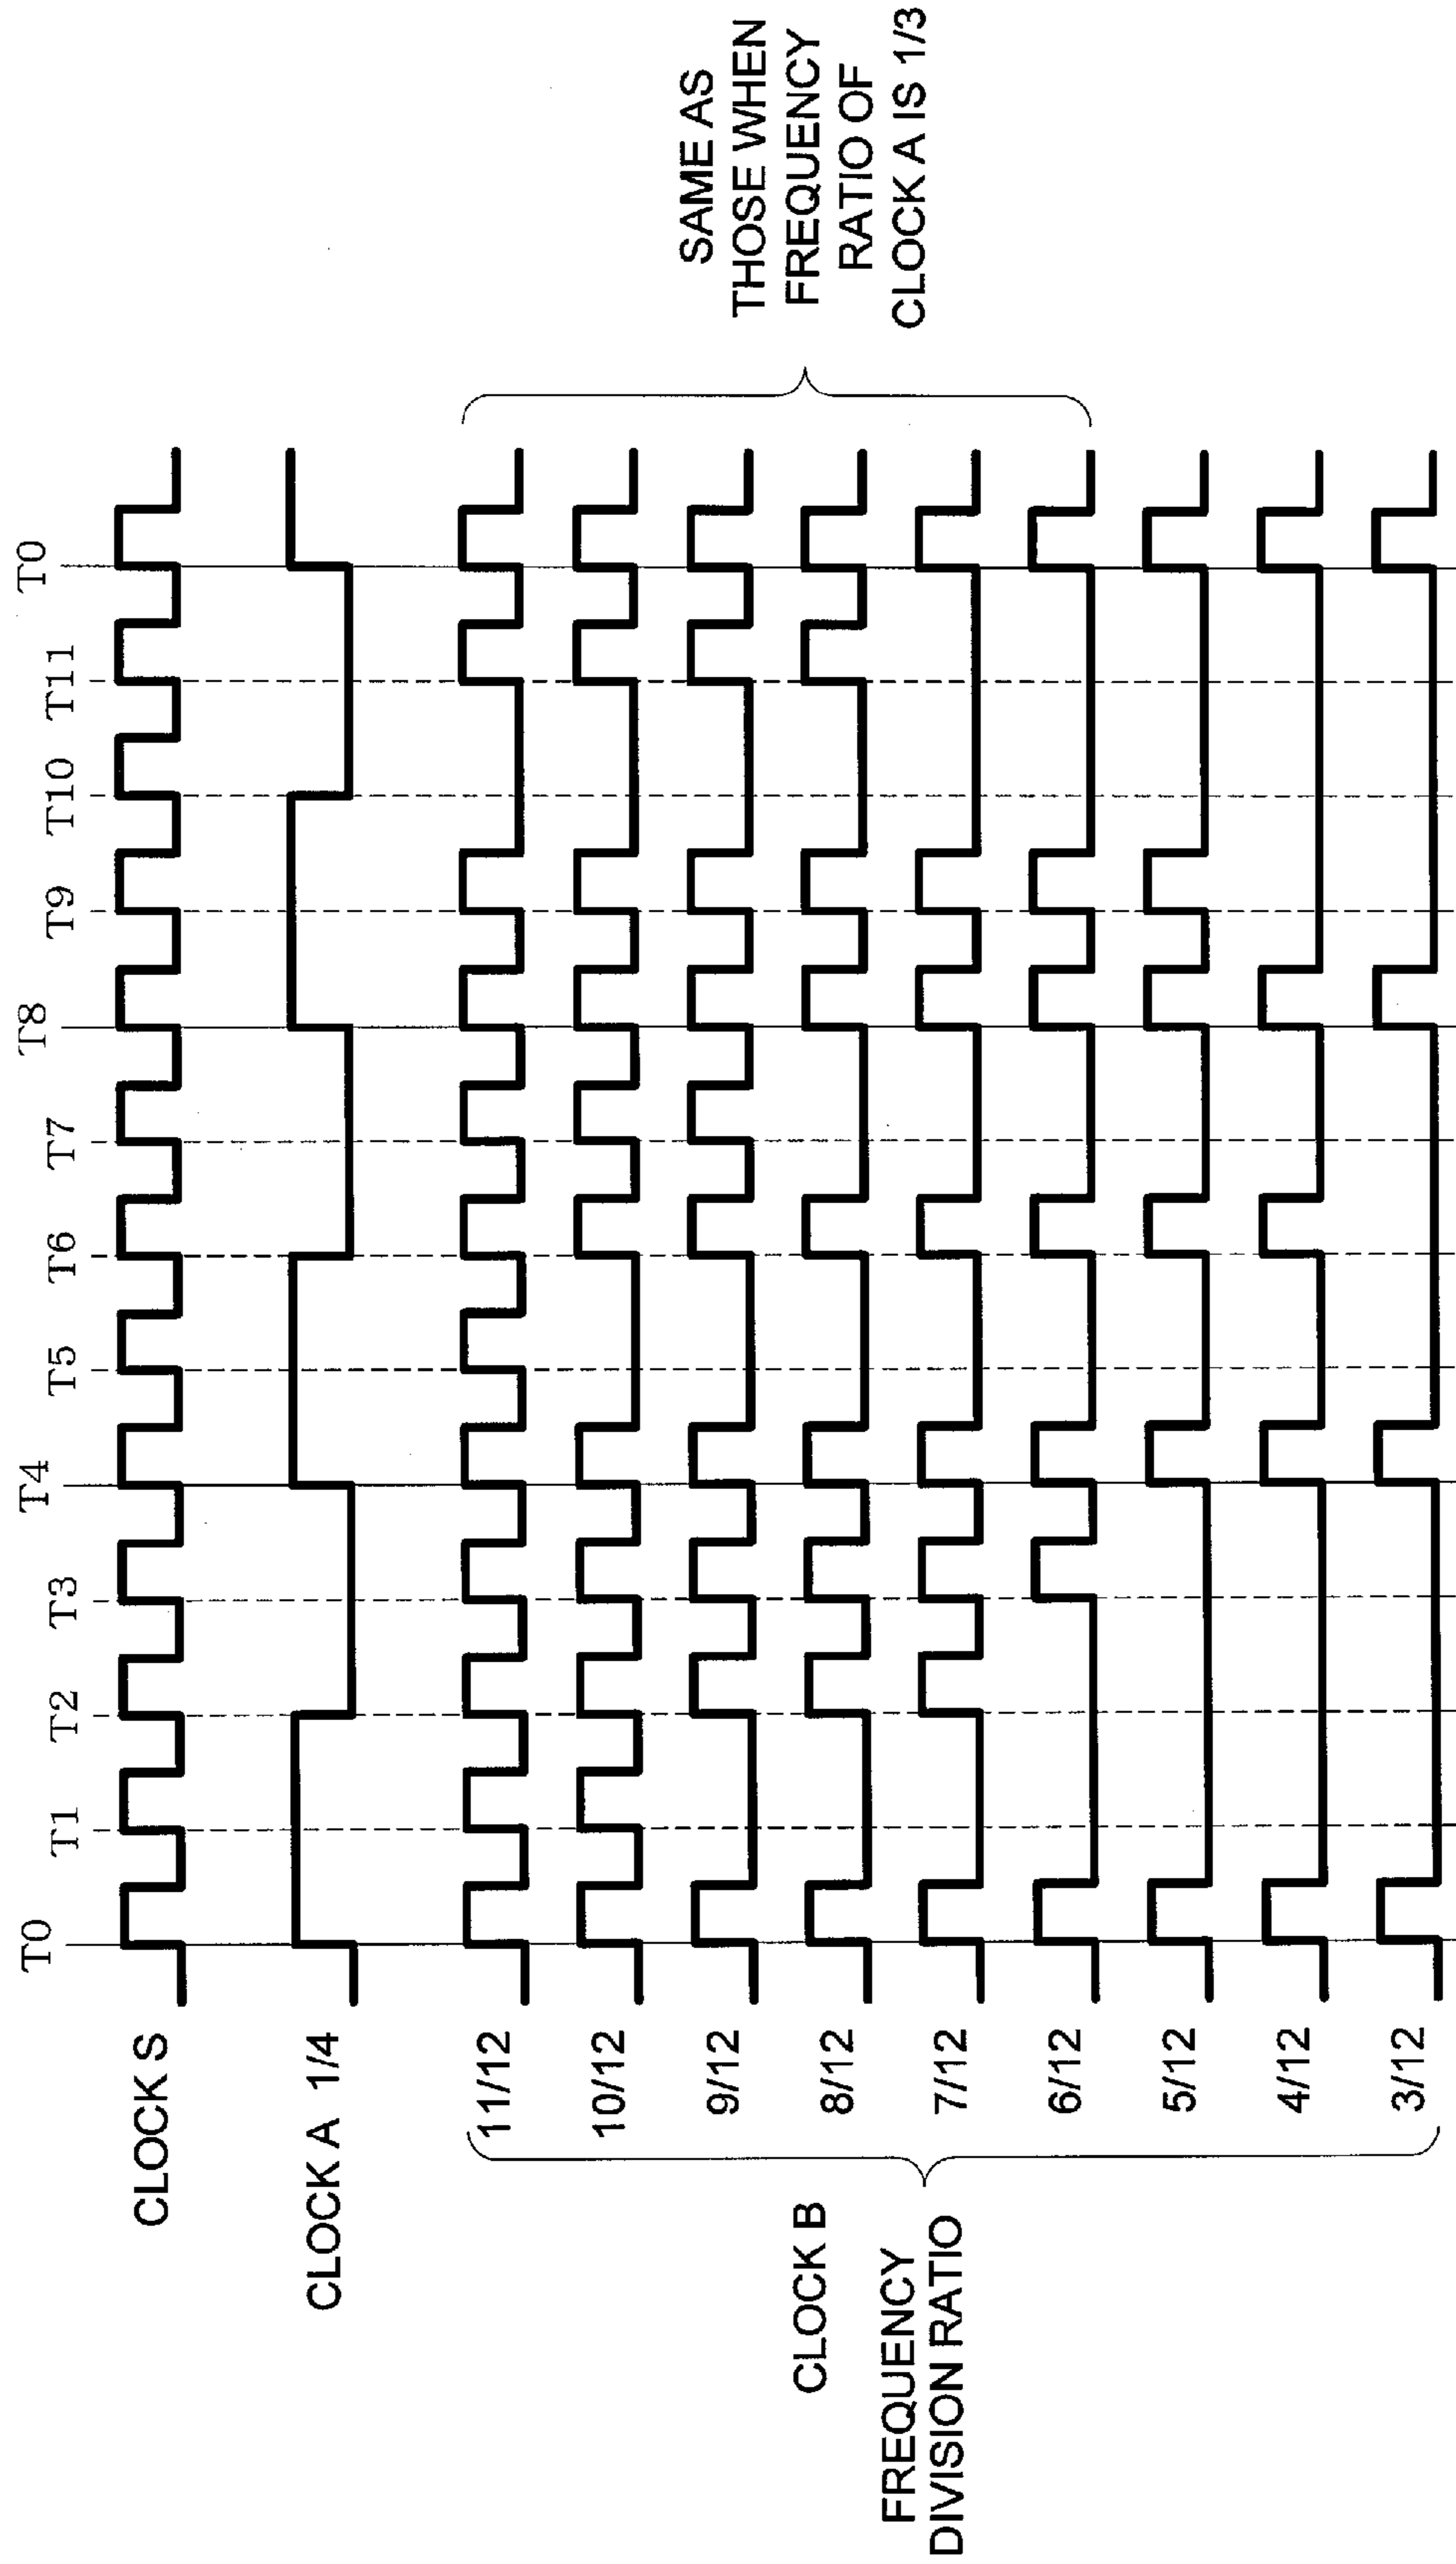 T0
T1
T2
T3
T4
T5
T6
T7
T8
T9
T10
T11
T0
CLOCK S
CLOCK A 1/4
CLOCK B
FREQUENCY
DIVISION RATIO
11/12
10/12
9/12
8/12
7/12
6/12
5/12
4/12
3/12
SAME AS
THOSE WHEN
FREQUENCY
RATIO OF
CLOCK A IS 1/3